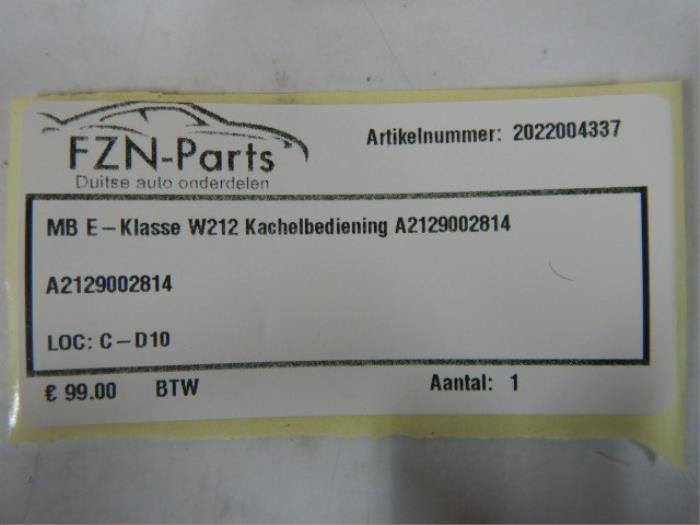 FZN-Parts
Duitse auto onderdelen
Artikelnummer: 2022004337
MB E-Klasse W212 Kachelbediening A2129002814
A2129002814
LOC: C-D10
€ 99.00 BTW Aantal: 1